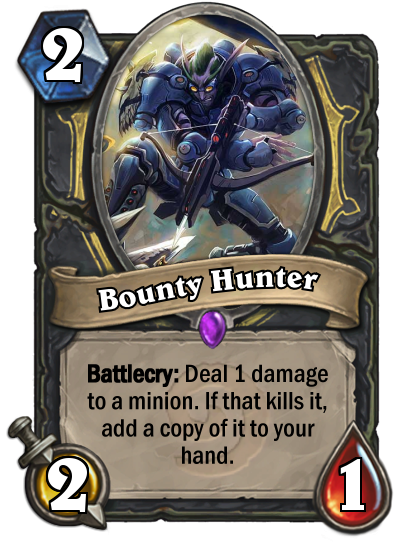 2
Bounty Hunter
Battlecry: Deal 1 damage
to a minion. If that kills it,
add a copy of it to your
hand.
2
1